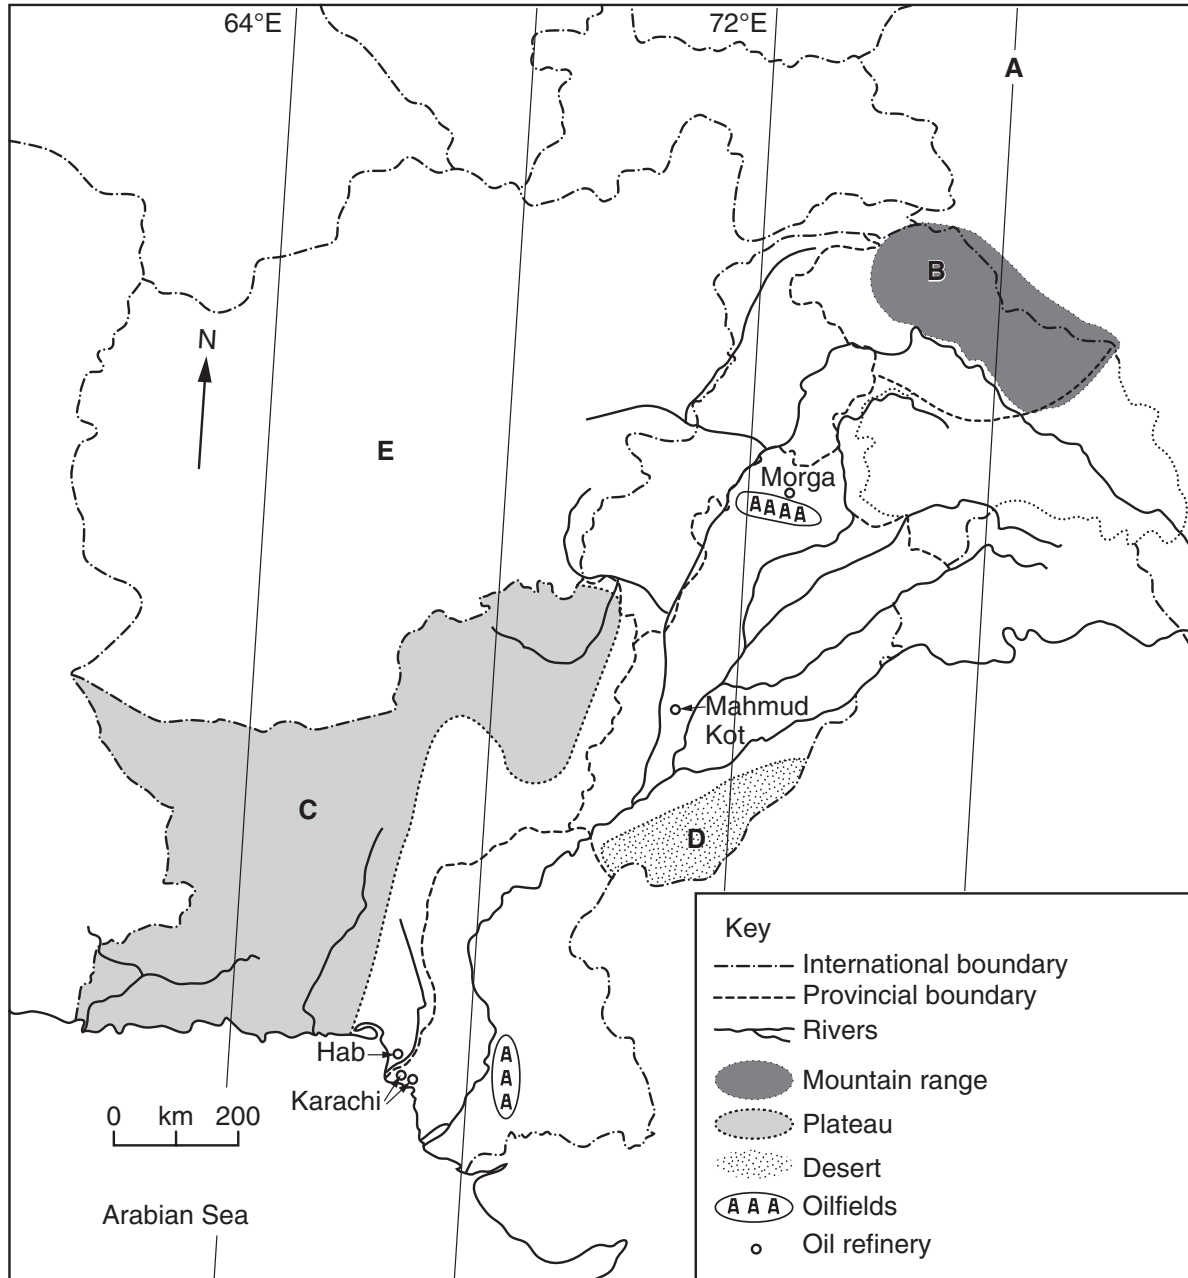 64°E
72°E
A
B
N
E
Morga
Mahmud
Kot
C
D
Hab
Karachi
0 km 200
Arabian Sea
Key
International boundary
Provincial boundary
Rivers
Mountain range
Plateau
Desert
Oilfields
Oil refinery